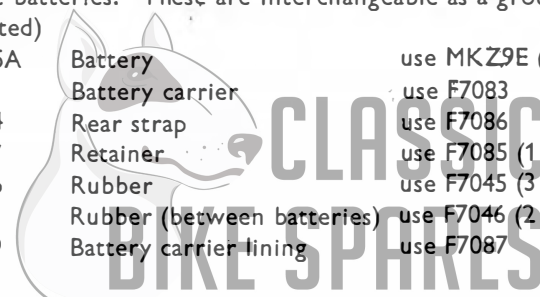 batteries. These are interchangeable as a
ted)
5A Battery use MKZ9E (
Battery carrier use F7083
Rear strap use F7086
Retainer use F7085 (1
Rubber use F7045 (3
Rubber (between batteries) use F7046 (2
Battery carrier lining use F7087
CLASSIC
BIKE SPARES